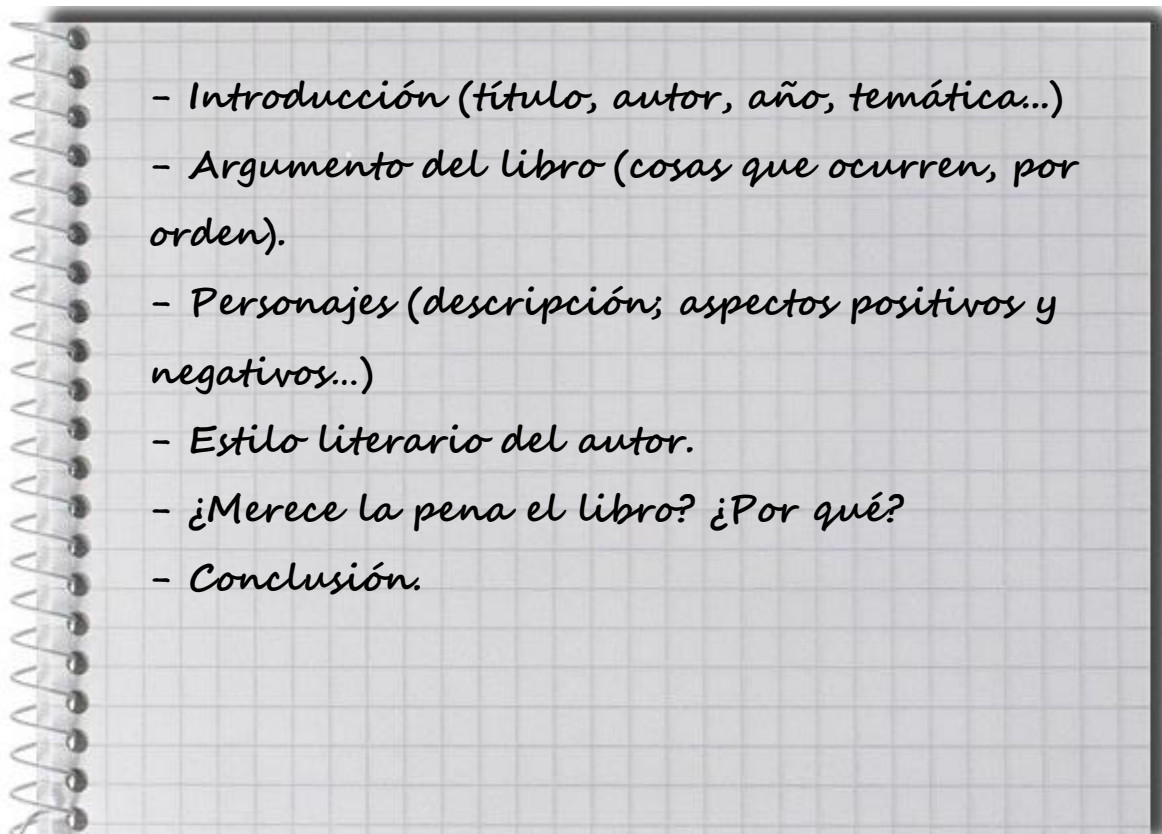 - Introducción (título, autor, año, temática...)
- Argumento del libro (cosas que ocurren, por
orden).
- Personajes (descripción; aspectos positivos y
negativos...)
- Estilo literario del autor.
- ¿Merece la pena el libro? ¿Por qué?
- Conclusión.